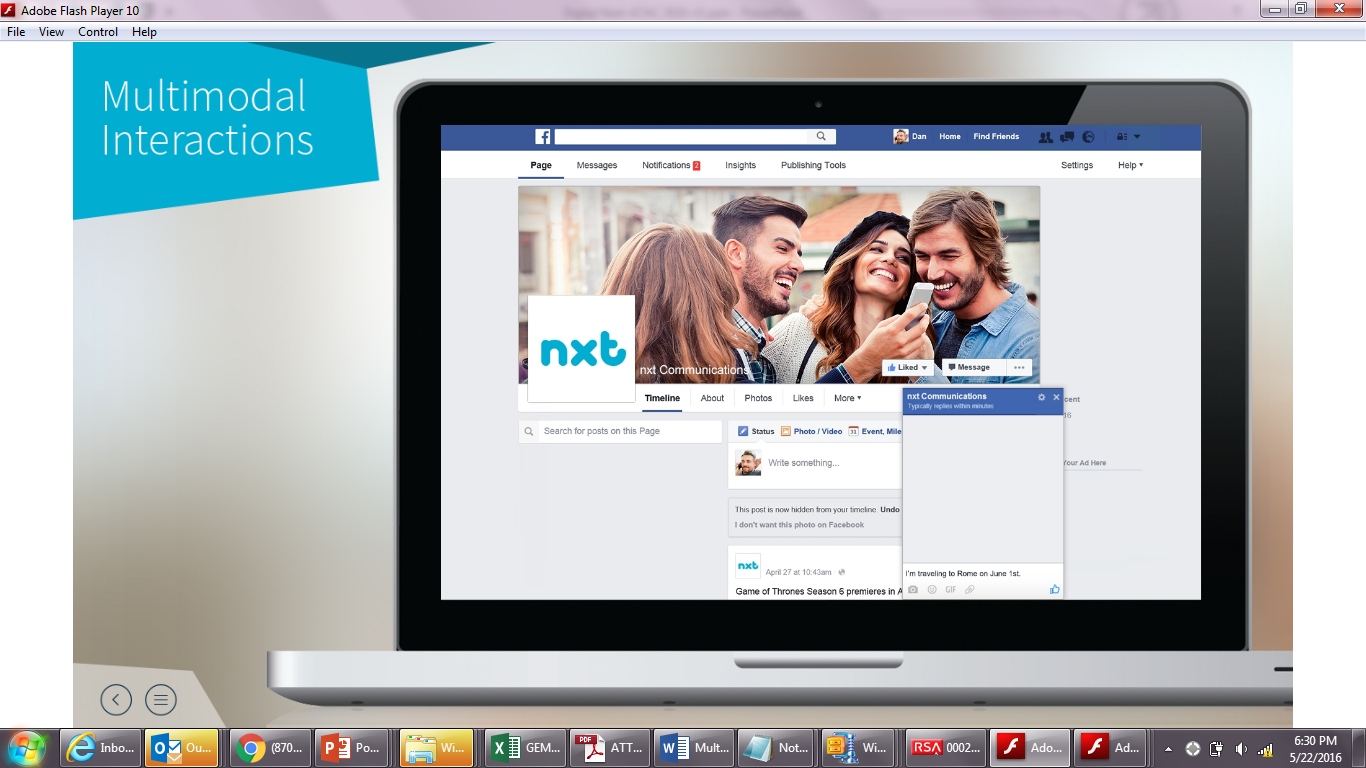 Adobe Flash Player 10
File View Control Help
Multimodal
Interactions
Dan Home Find Friends
Page Messages Notifications 2 Insights Publishing Tools Settings Help
nxt
nxt Communications
Liked Message
Timeline About Photos Likes More
nxt Communications
Typically replies within minutes
cent
16
Search for posts on this Page
Status Photo / Video 31 Event, Mile
Write something...
Your Ad Here
This post is now hidden from your timeline. Undo
I don't want this photo on Facebook
nxt
April 27 at 10:43am
Game of Thrones Season 6 premieres in A
I'm traveling to Rome on June 1st.
GIF
Inbo... Ou... (870... Po... Wi... GEM... ATT... Mult... Not... Wi... RSA 0002... Ado... Ad...
6:30 PM
5/22/2016